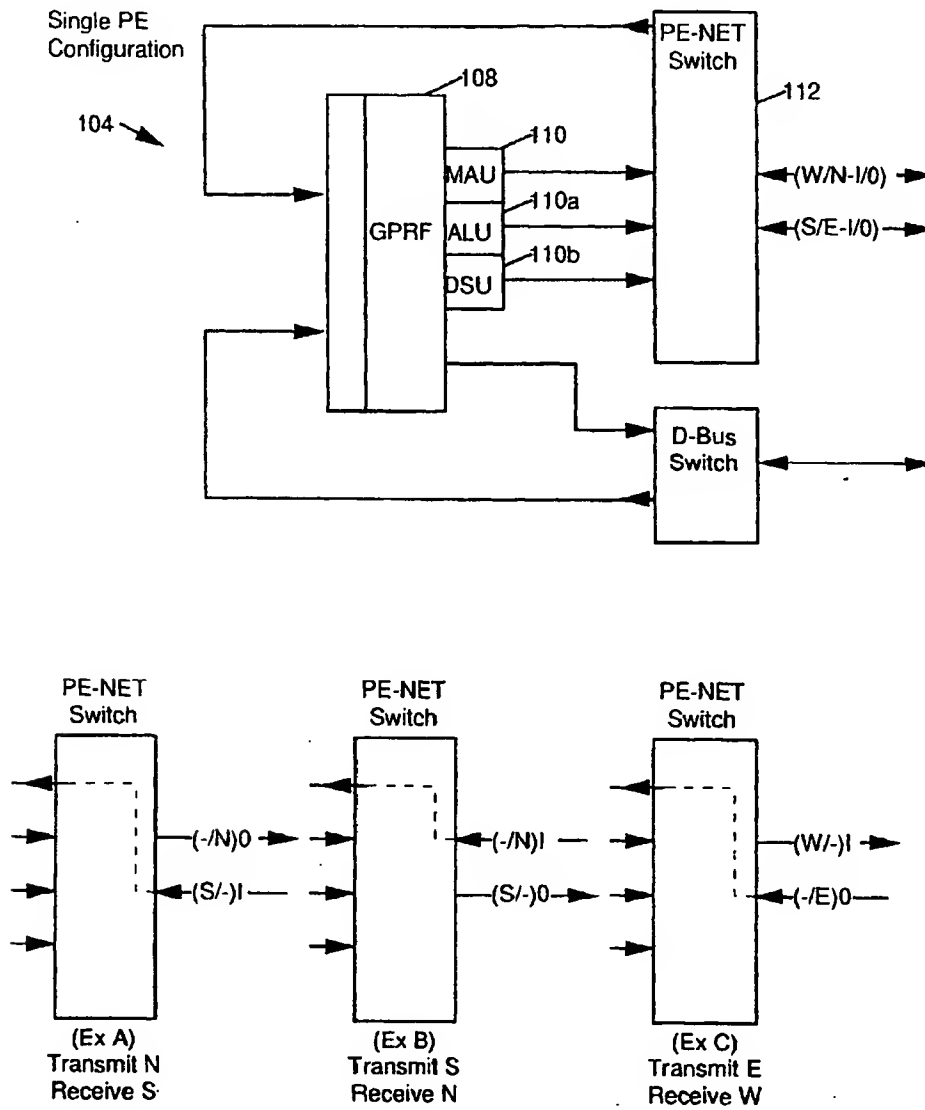 Single PE
Configuration
PE-NET
Switch
108
112
104
110
MAU
(W/N-I/0)
110a
GPRF
ALU
(S/E-I/0)
110b
DSU
D-Bus
Switch
PE-NET
Switch
PE-NET
Switch
PE-NET
Switch
(-/N)0
(S/-)I
(-/N)I
(S/-)0
(W/-)I
(-/E)0
(Ex A)
Transmit N
Receive S
(Ex B)
Transmit S
Receive N
(Ex C)
Transmit E
Receive W